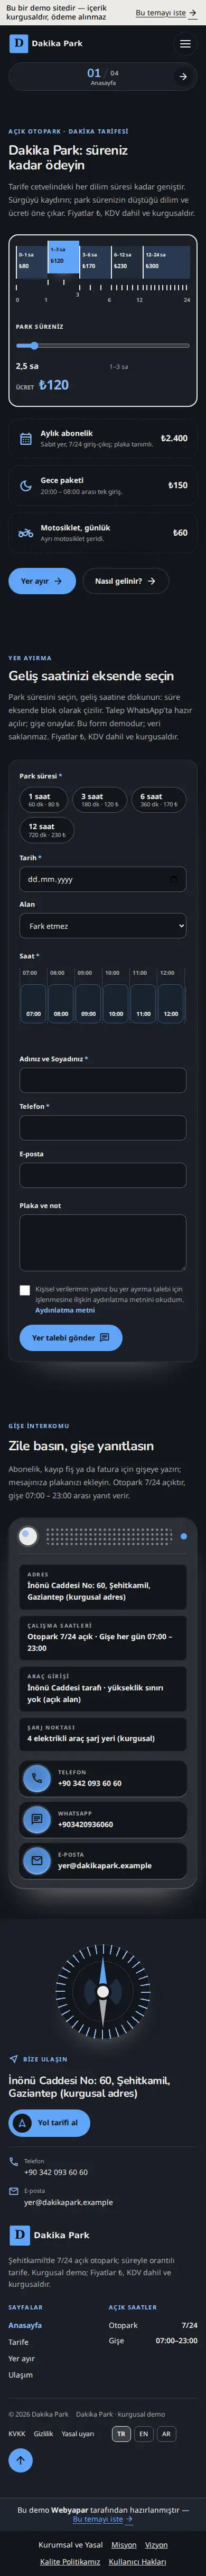 Bu bir demo sitedir — içerik
kurgusaldır, ödeme alınmaz
Bu temayı iste →
D Dakika Park
01 / 04
Anasayfa
AÇIK OTOPARK · DAKİKA TARİFESİ
Dakika Park: süreniz
kadar ödeyin
Tarife cetvelindeki her dilim süresi kadar geniştir.
Sürgüyü kaydırın; park sürenizin düştüğü dilim ve
ücreti öne çıkar. Fiyatlar ₺, KDV dahil ve kurgusaldır.
0–1 sa
₺80
1–3 sa
₺120
3–6 sa
₺170
6–12 sa
₺230
12–24 sa
₺300
0 1 3 6 12 24
PARK SÜRENİZ
2,5 sa
1–3 sa
ÜCRET ₺120
Aylık abonelik
Sabit yer, 7/24 giriş-çıkış; plaka tanımlı.
₺2.400
Gece paketi
20:00 – 08:00 arası tek giriş.
₺150
Motosiklet, günlük
Ayrı motosiklet şeridi.
₺60
Yer ayır →
Nasıl gelinir? →
YER AYIRMA
Geliş saatinizi eksende seçin
Park süresini seçin, geliş saatine dokunun: süre
eksende blok olarak çizilir. Talep WhatsApp'ta hazır
açılır; gişe onaylar. Bu form demodur; veri
saklanmaz. Fiyatlar ₺, KDV dahil ve kurgusaldır.
Park süresi *
1 saat
60 dk · 80 ₺
3 saat
180 dk · 120 ₺
6 saat
360 dk · 170 ₺
12 saat
720 dk · 230 ₺
Tarih *
dd.mm.yyyy
Alan
Fark etmez
Saat *
07:00 08:00 09:00 10:00 11:00 12:00
07:00 08:00 09:00 10:00 11:00 12:00
Adınız ve Soyadınız *
Telefon *
E-posta
Plaka ve not
Kişisel verilerimin yalnız bu yer ayırma talebi için
işlenmesine ilişkin aydınlatma metnini okudum.
Aydınlatma metni
Yer talebi gönder
GİŞE İNTERKOMU
Zile basın, gişe yanıtlasın
Abonelik, kayıp fiş ya da fatura için gişeye yazın;
mesajınıza plakanızı ekleyin. Otopark 7/24 açıktır,
gişe 07:00 – 23:00 arası yanıt verir.
ADRES
İnönü Caddesi No: 60, Şehitkamil,
Gaziantep (kurgusal adres)
ÇALIŞMA SAATLERİ
Otopark 7/24 açık · Gişe her gün 07:00 –
23:00
ARAÇ GİRİŞİ
İnönü Caddesi tarafı · yükseklik sınırı
yok (açık alan)
ŞARJ NOKTASI
4 elektrikli araç şarj yeri (kurgusal)
TELEFON
+90 342 093 60 60
WHATSAPP
+903420936060
E-POSTA
yer@dakikapark.example
BİZE ULAŞIN
İnönü Caddesi No: 60, Şehitkamil,
Gaziantep (kurgusal adres)
Yol tarifi al
Telefon
+90 342 093 60 60
E-posta
yer@dakikapark.example
D Dakika Park
Şehitkamil'de 7/24 açık otopark; süreyle orantılı
tarife. Kurgusal demo; Fiyatlar ₺, KDV dahil ve
kurgusaldır.
SAYFALAR
Anasayfa
Tarife
Yer ayır
Ulaşım
AÇIK SAATLER
Otopark 7/24
Gişe 07:00–23:00
© 2026 Dakika Park Dakika Park · kurgusal demo
KVKK Gizlilik Yasal uyarı TR EN AR
Bu demo Webyapar tarafından hazırlanmıştır —
Bu temayı iste →
Kurumsal ve Yasal Misyon Vizyon
Kalite Politikamız Kullanıcı Hakları